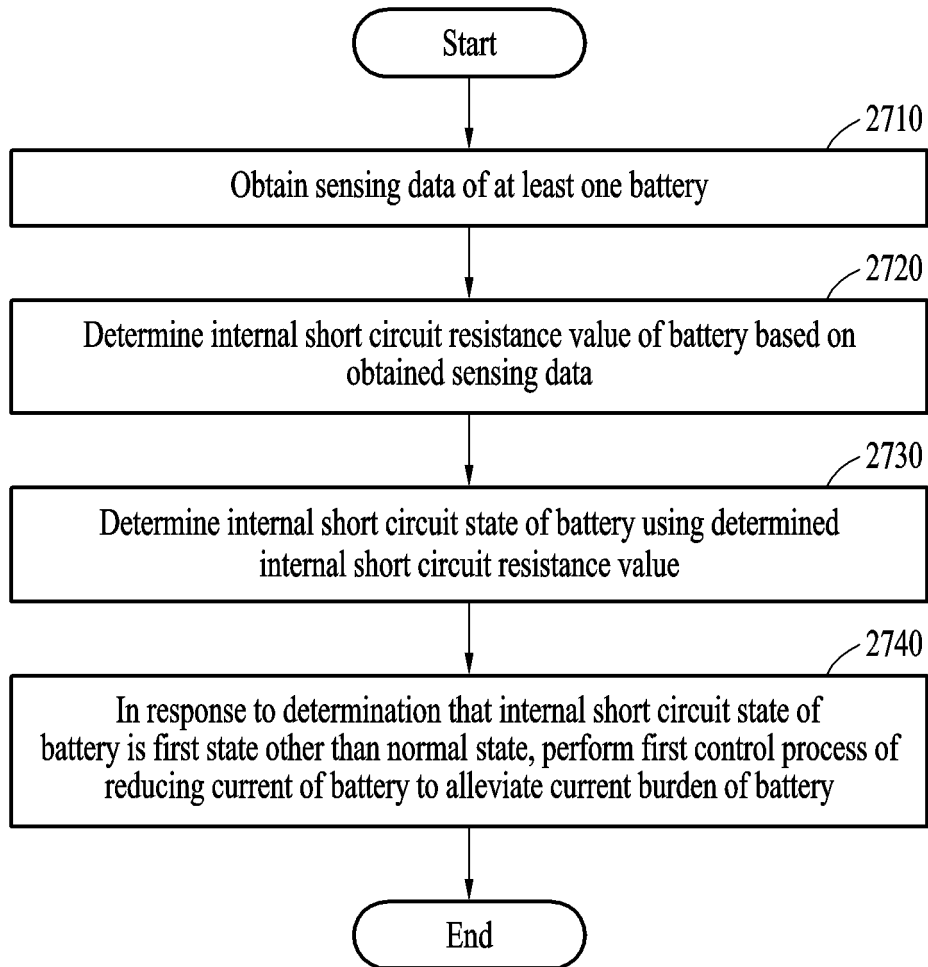 Start
2710
Obtain sensing data of at least one battery
2720
Determine internal short circuit resistance value of battery based on
obtained sensing data
2730
Determine internal short circuit state of battery using determined
internal short circuit resistance value
2740
In response to determination that internal short circuit state of
battery is first state other than normal state, perform first control process of
reducing current of battery to alleviate current burden of battery
End